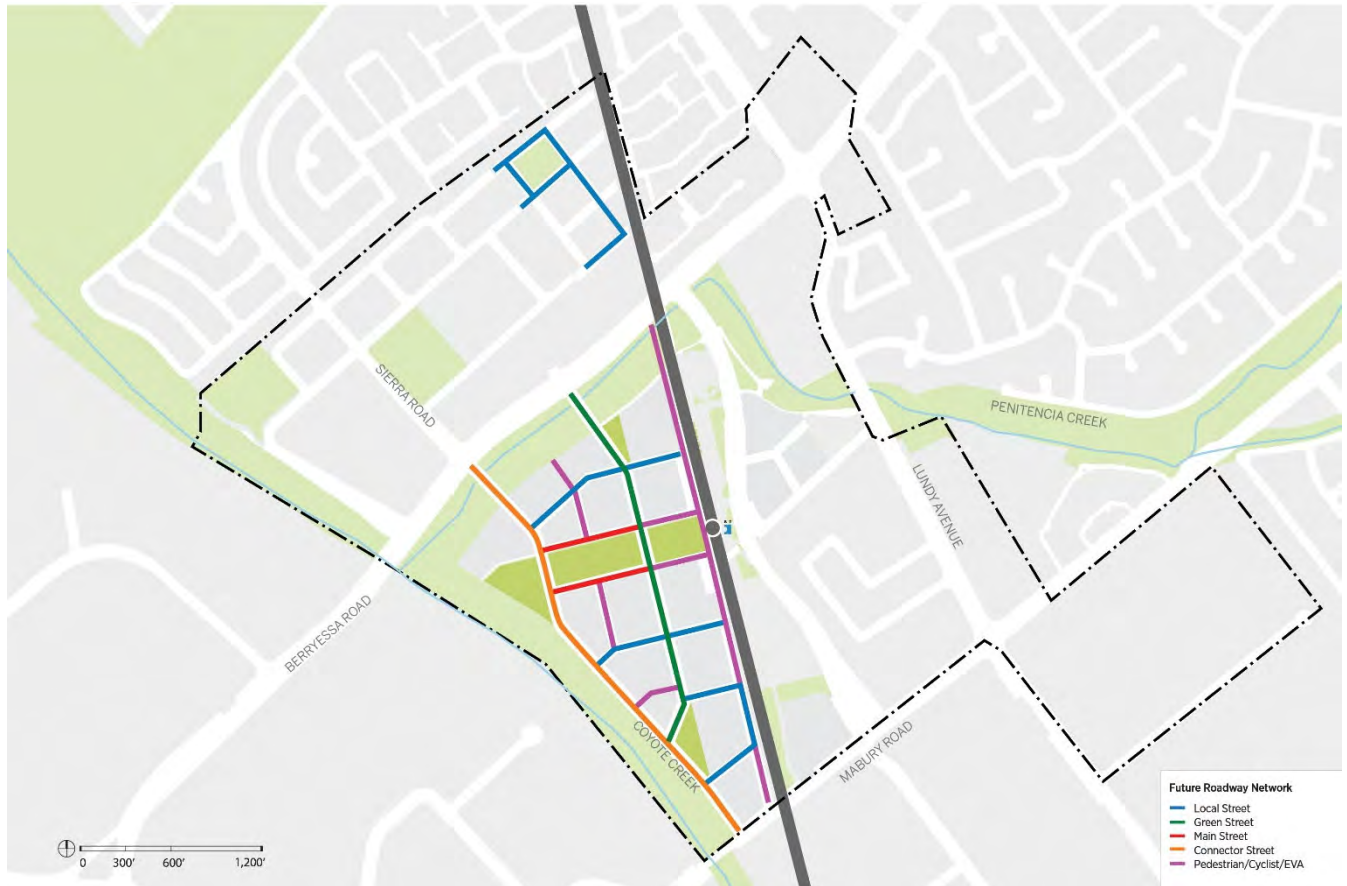 SIERRA ROAD
PENITENCIA CREEK
LUNDY AVENUE
BERRYESSA ROAD
COYOTE CREEK
MABURY ROAD
Future Roadway Network
Local Street
Green Street
Main Street
Connector Street
Pedestrian/Cyclist/EVA
0 300' 600' 1,200'